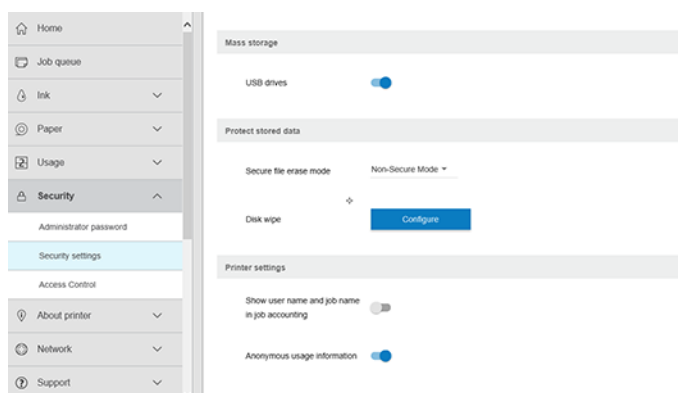 Home
Job queue
Ink
Paper
Usage
Security
Administrator password
Security settings
Access Control
About printer
Network
Support
Mass storage
USB drives
Protect stored data
Secure file erase mode
Non-Secure Mode
Disk wipe
Configure
Printer settings
Show user name and job name
in job accounting
Anonymous usage information